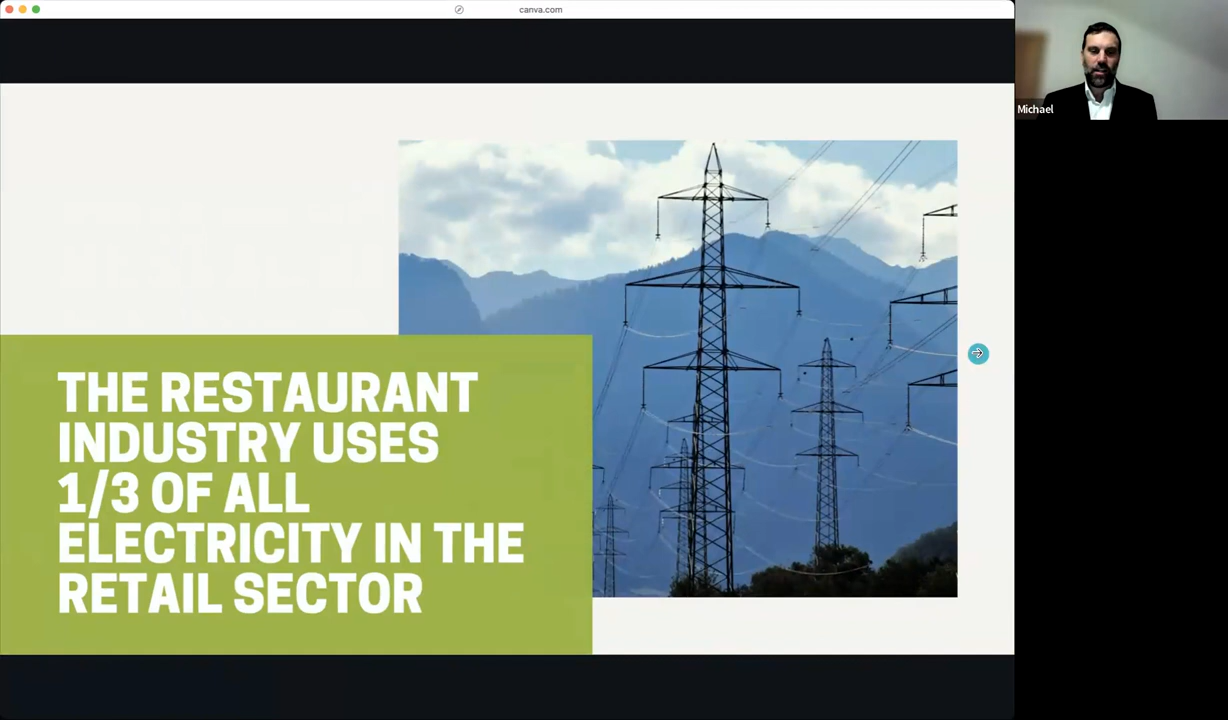 canva.com
Michael
THE RESTAURANT
INDUSTRY USES
1/3 OF ALL
ELECTRICITY IN THE
RETAIL SECTOR